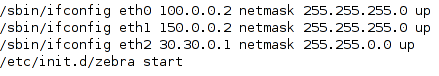 /sbin/ifconfig eth0 100.0.0.2 netmask 255.255.255.0 up
/sbin/ifconfig eth1 150.0.0.2 netmask 255.255.255.0 up
/sbin/ifconfig eth2 30.30.0.1 netmask 255.255.0.0 up
/etc/init.d/zebra start